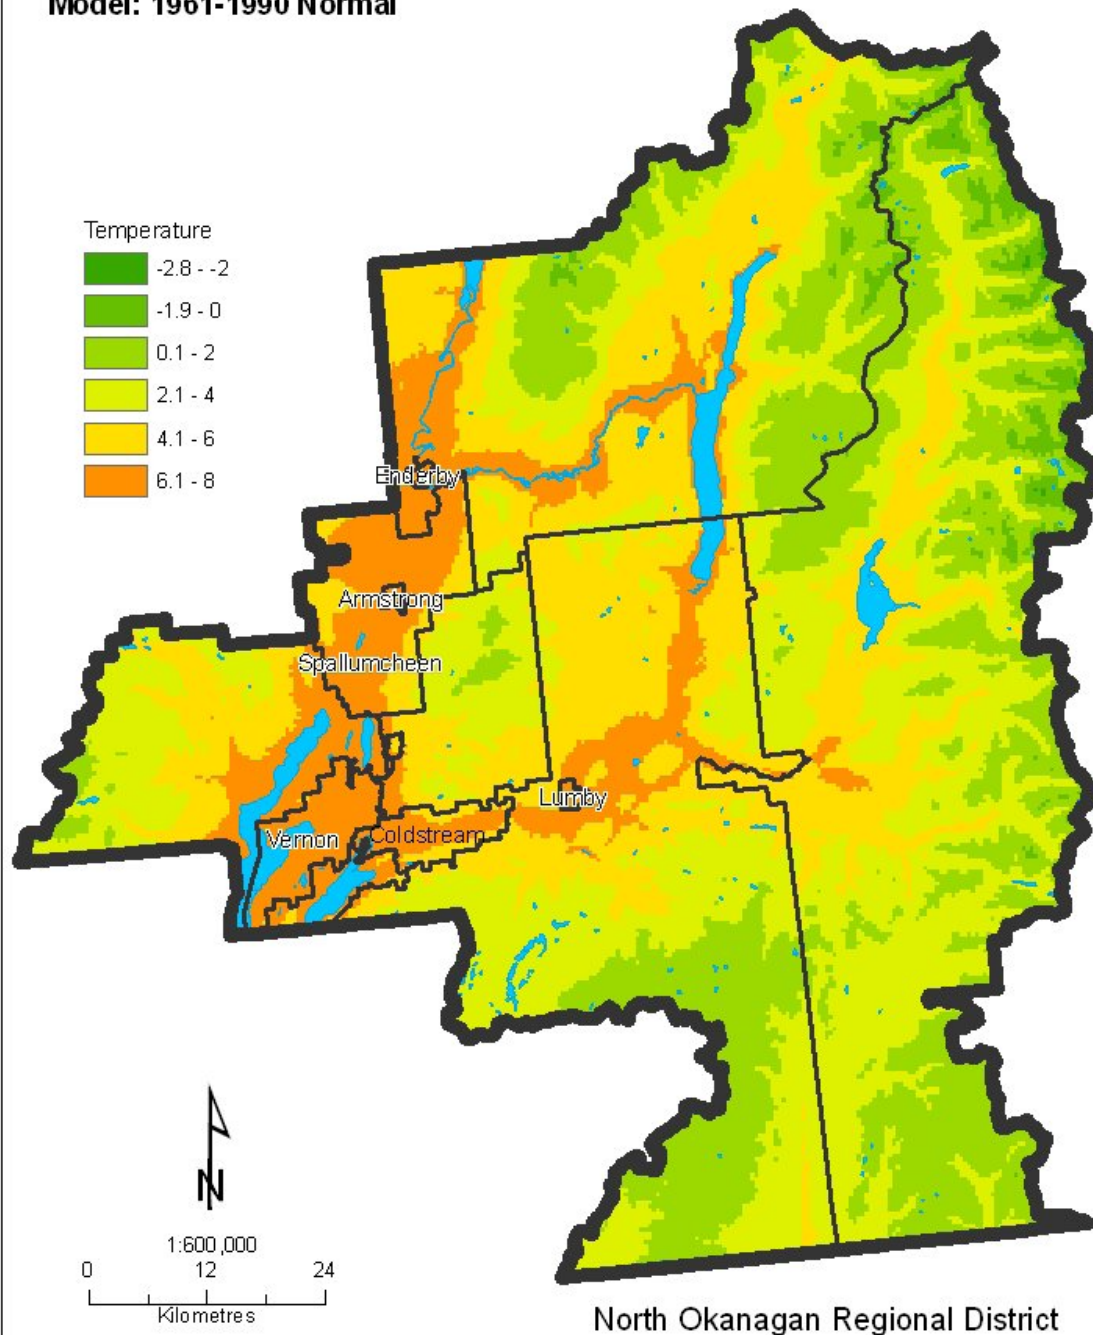 Model: 1961-1990 Normal
Temperature
-2.8 - -2
-1.9 - 0
0.1 - 2
2.1 - 4
4.1 - 6
6.1 - 8
Enderby
Armstrong
Spallumcheen
Lumby
Vernon
Coldstream
N
1:600,000
0 12 24
Kilometres
North Okanagan Regional District